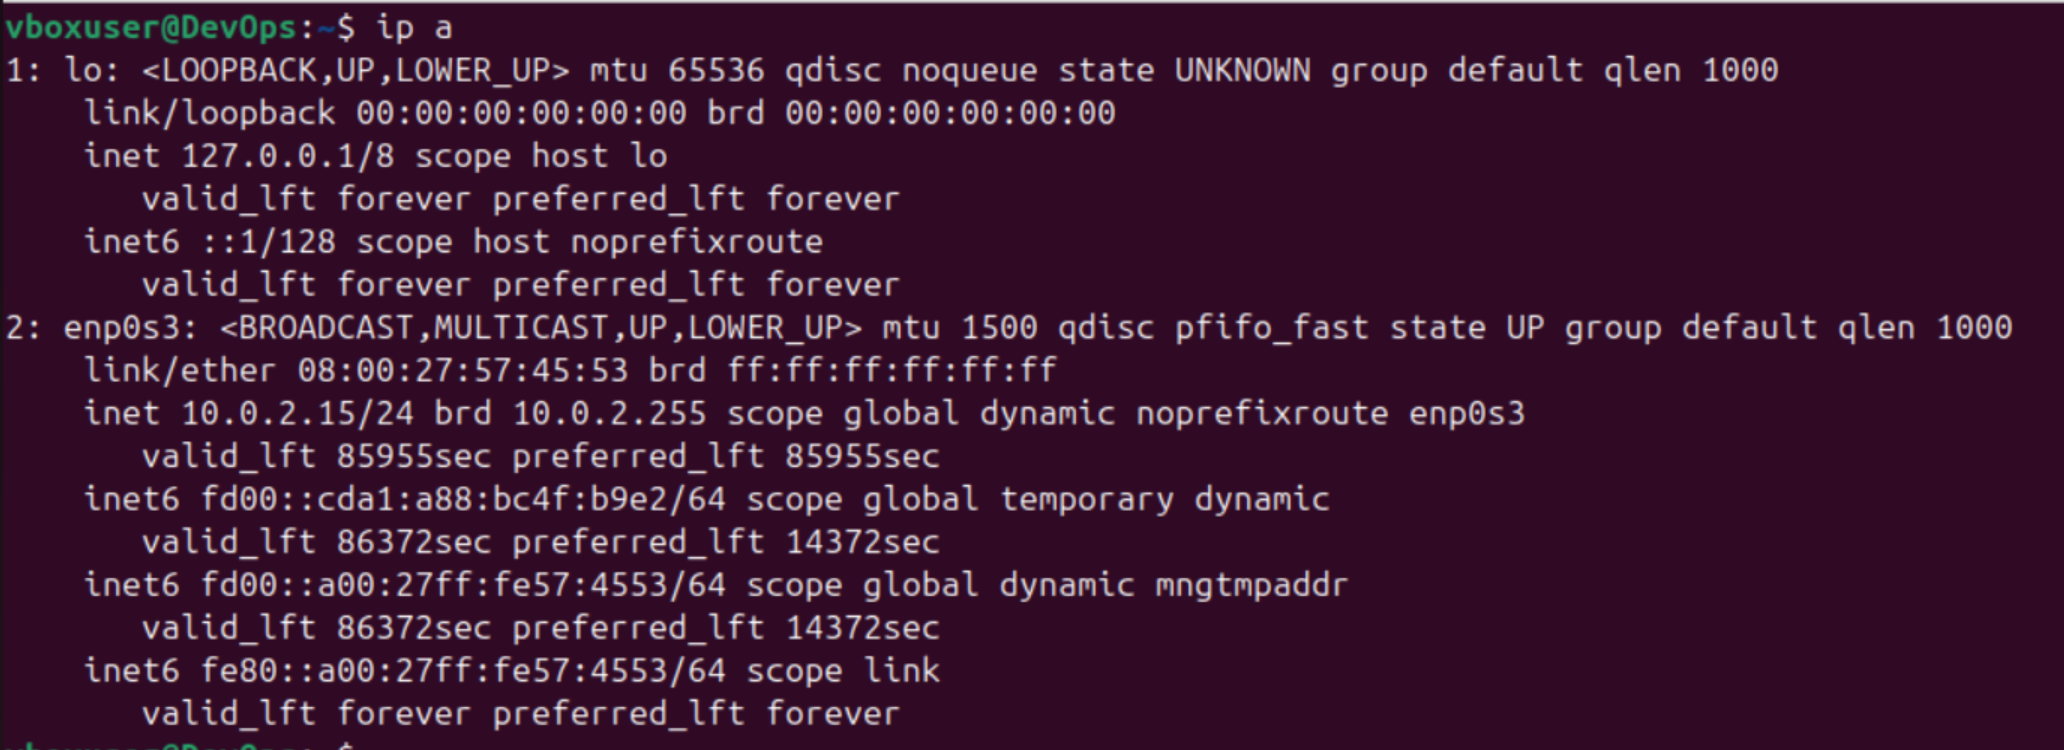 vboxuser@DevOps:~$ ip a
1: lo: <LOOPBACK,UP,LOWER_UP> mtu 65536 qdisc noqueue state UNKNOWN group default qlen 1000
    link/loopback 00:00:00:00:00:00 brd 00:00:00:00:00:00
    inet 127.0.0.1/8 scope host lo
       valid_lft forever preferred_lft forever
    inet6 ::1/128 scope host noprefixroute
       valid_lft forever preferred_lft forever
2: enp0s3: <BROADCAST,MULTICAST,UP,LOWER_UP> mtu 1500 qdisc pfifo_fast state UP group default qlen 1000
    link/ether 08:00:27:57:45:53 brd ff:ff:ff:ff:ff:ff
    inet 10.0.2.15/24 brd 10.0.2.255 scope global dynamic noprefixroute enp0s3
       valid_lft 85955sec preferred_lft 85955sec
    inet6 fd00::cda1:a88:bc4f:b9e2/64 scope global temporary dynamic
       valid_lft 86372sec preferred_lft 14372sec
    inet6 fd00::a00:27ff:fe57:4553/64 scope global dynamic mngtmpaddr
       valid_lft 86372sec preferred_lft 14372sec
    inet6 fe80::a00:27ff:fe57:4553/64 scope link
       valid_lft forever preferred_lft forever